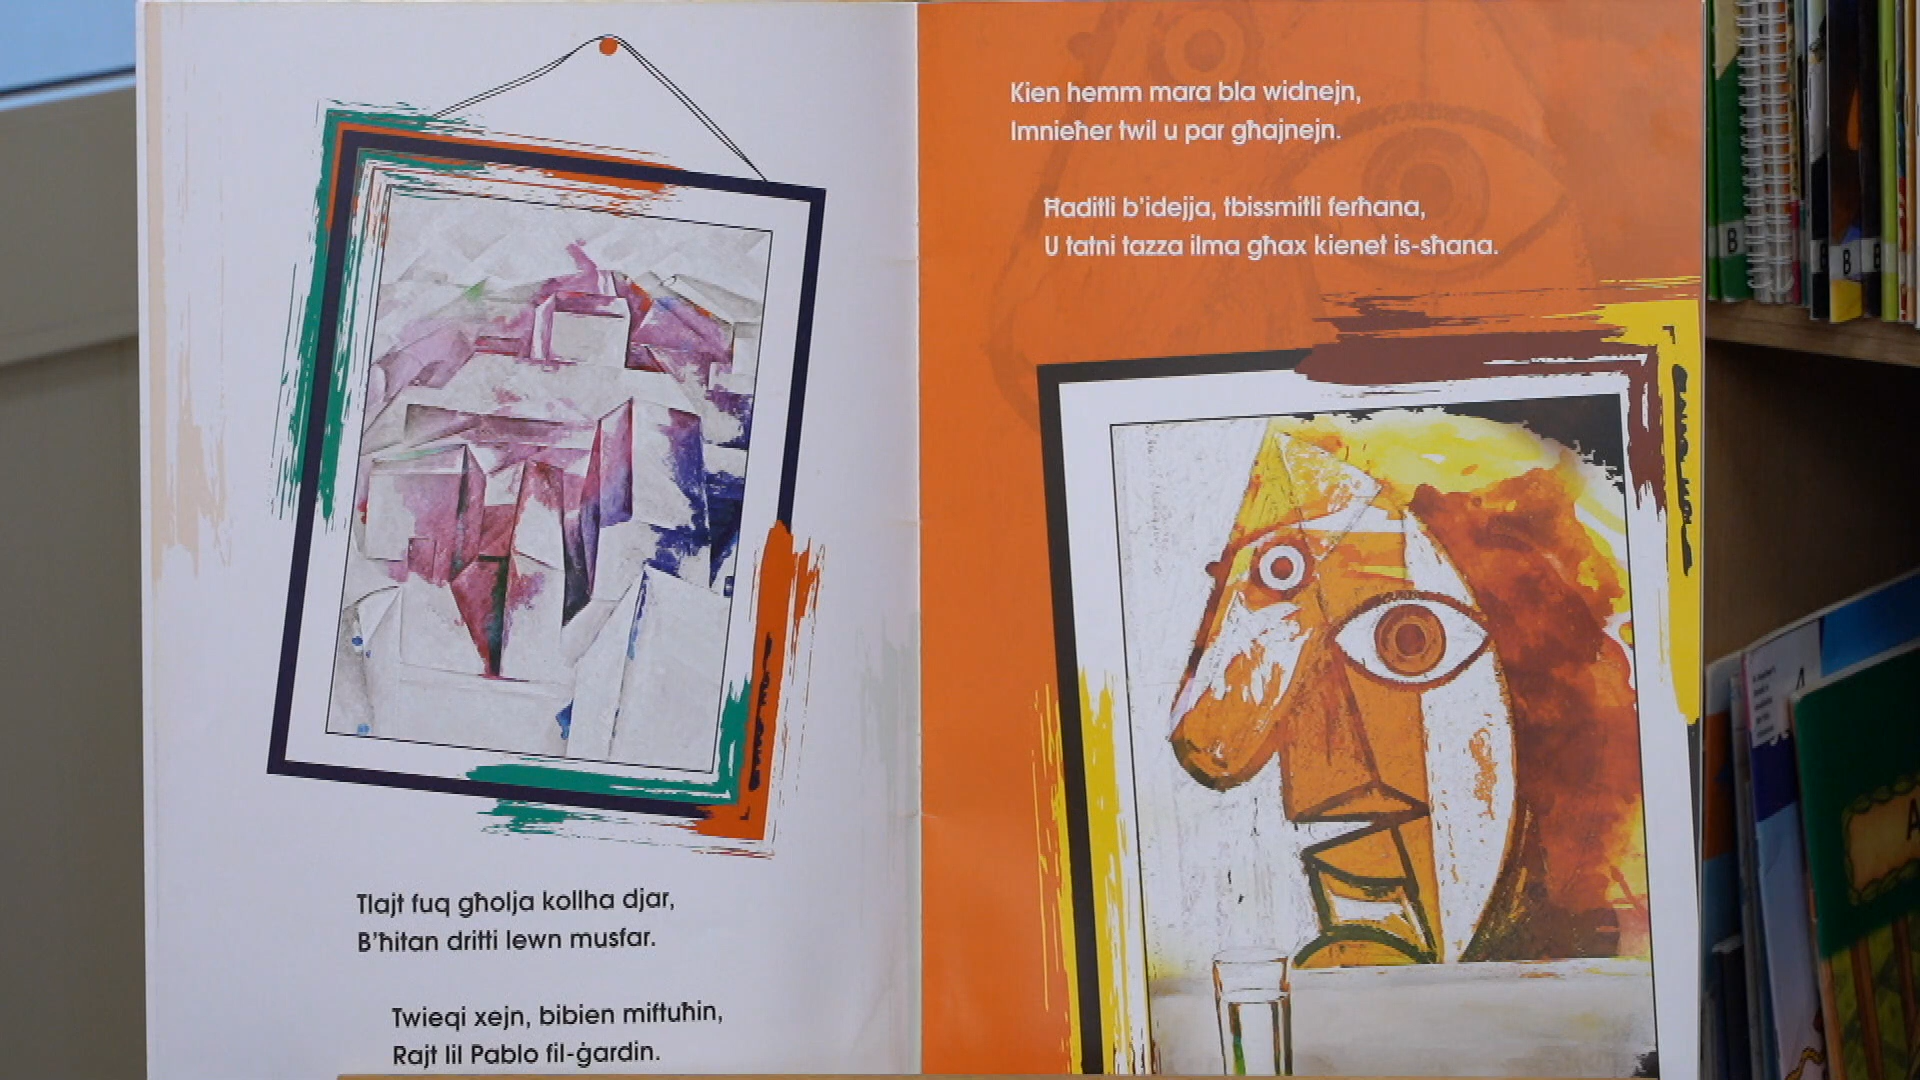 Tlajt fuq għolja kollha djar,
B'ħitan dritti lewn musfar.
Twieqi xejn, bibien miftuħin,
Rajt lil Pablo fil-ġardin.
Kien hemm mara bla widnejn,
Imnieħer twil u par għajnejn.
Ħaditli b'idejja, tbissmitli ferħana,
U tatni tazza ilma għax kienet is-sħana.
B
B
B
B
A